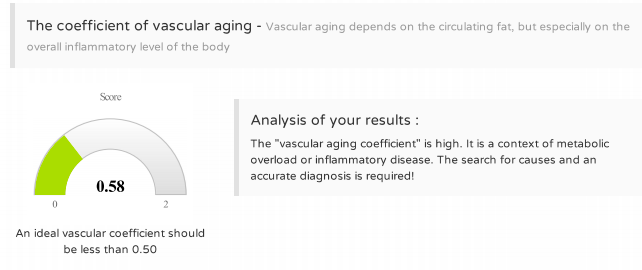 The coefficient of vascular aging - Vascular aging depends on the circulating fat, but especially on the
overall inflammatory level of the body
Score
0.58
0
2
An ideal vascular coefficient should
be less than 0.50
Analysis of your results :
The "vascular aging coefficient" is high. It is a context of metabolic
overload or inflammatory disease. The search for causes and an
accurate diagnosis is required!